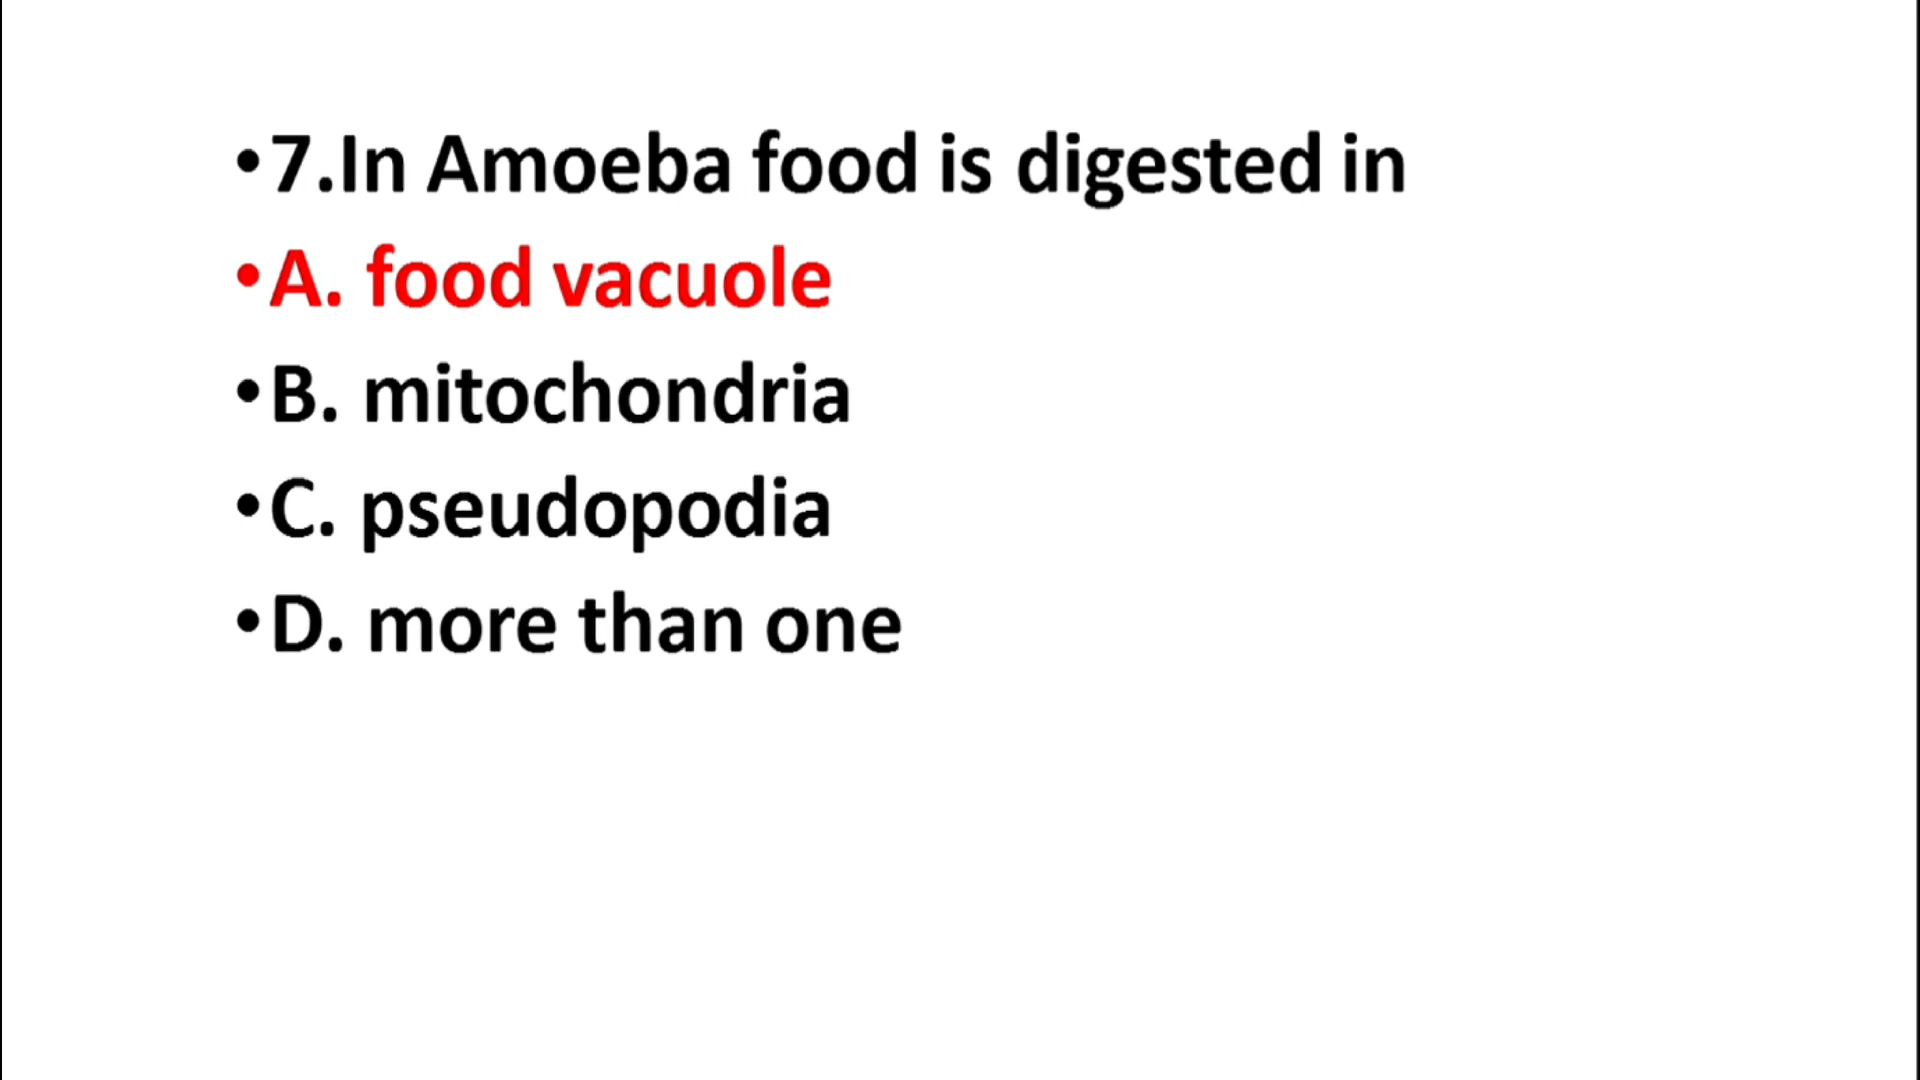 •7.In Amoeba food is digested in
•A. food vacuole
•B. mitochondria
•C. pseudopodia
•D. more than one